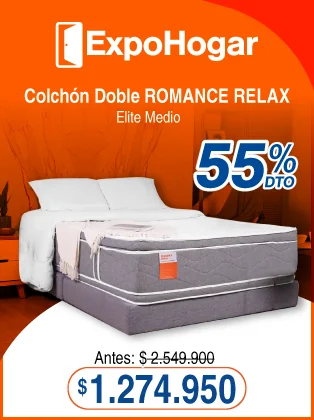 ExpoHogar
Colchón Doble ROMANCE RELAX
Elite Medio
55%
DTO
Antes: $ 2.549.900
$1.274.950